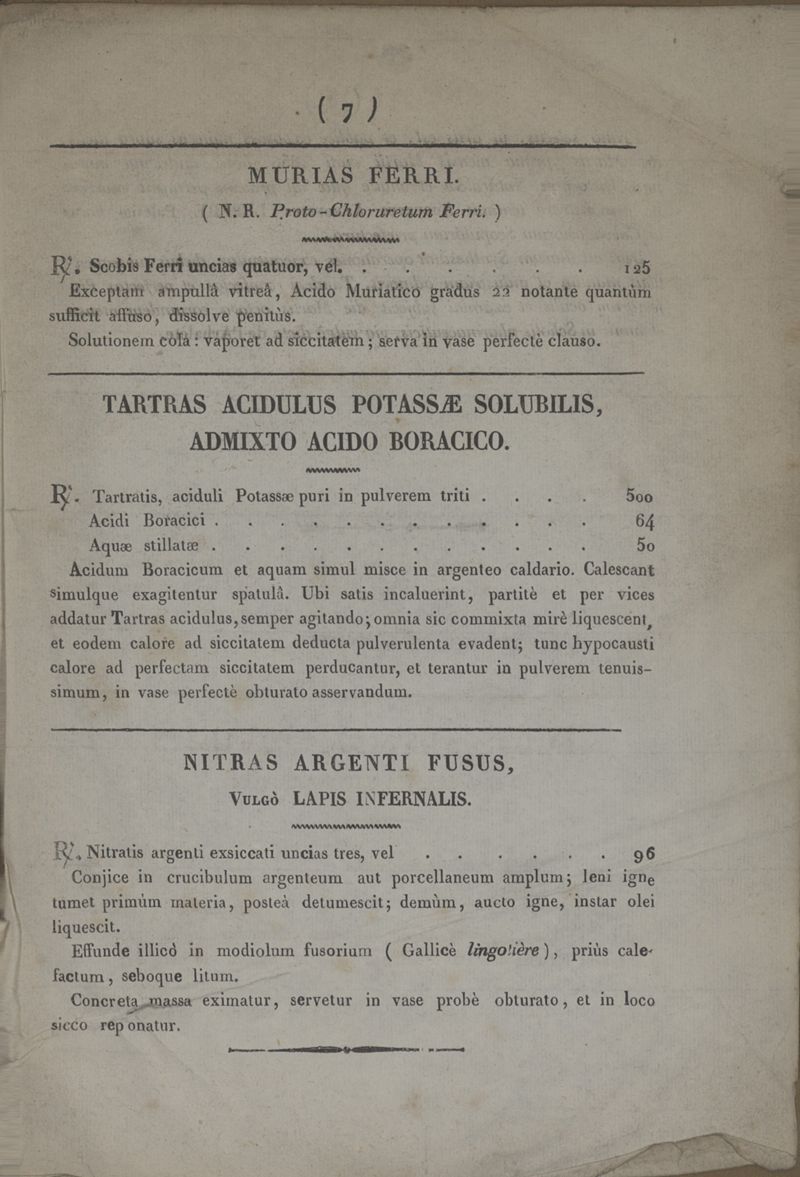 ( 7 )
MURIAS FERRI.
( N. R. Proto-Chloruretum Ferri. )
℞. Scobis Ferri uncias quatuor, vel. . . . . . . 125
Exceptam ampullâ vitreâ, Acido Muriatico gradus 22 notante quantùm
sufficit affuso, dissolve penitùs.
Solutionem colà : vaporet ad siccitatem ; serva in vase perfectè clauso.
TARTRAS ACIDULUS POTASSÆ SOLUBILIS,
ADMIXTO ACIDO BORACICO.
℞. Tartratis, aciduli Potassæ puri in pulverem triti . . . . 500
Acidi Boracici . . . . . . . . . . . . 64
Aquæ stillatæ . . . . . . . . . . . . 50
Acidum Boracicum et aquam simul misce in argenteo caldario. Calescant
simulque exagitentur spatulâ. Ubi satis incaluerint, partitè et per vices
addatur Tartras acidulus, semper agitando; omnia sic commixta mirè liquescent,
et eodem calore ad siccitatem deducta pulverulenta evadent; tunc hypocausti
calore ad perfectam siccitatem perducantur, et terantur in pulverem tenuis-
simum, in vase perfectè obturato asservandum.
NITRAS ARGENTI FUSUS,
VULGÒ LAPIS INFERNALIS.
℞. Nitratis argenti exsiccati uncias tres, vel . . . . . . 96
Conjice in crucibulum argenteum aut porcellaneum amplum; leni igne
tumet primùm materia, posteà detumescit; demùm, aucto igne, instar olei
liquescit.
Effunde illicò in modiolum fusorium ( Gallicè lingotière ), priùs cale-
factum, seboque litum.
Concreta massa eximatur, servetur in vase probè obturato, et in loco
sicco reponatur.